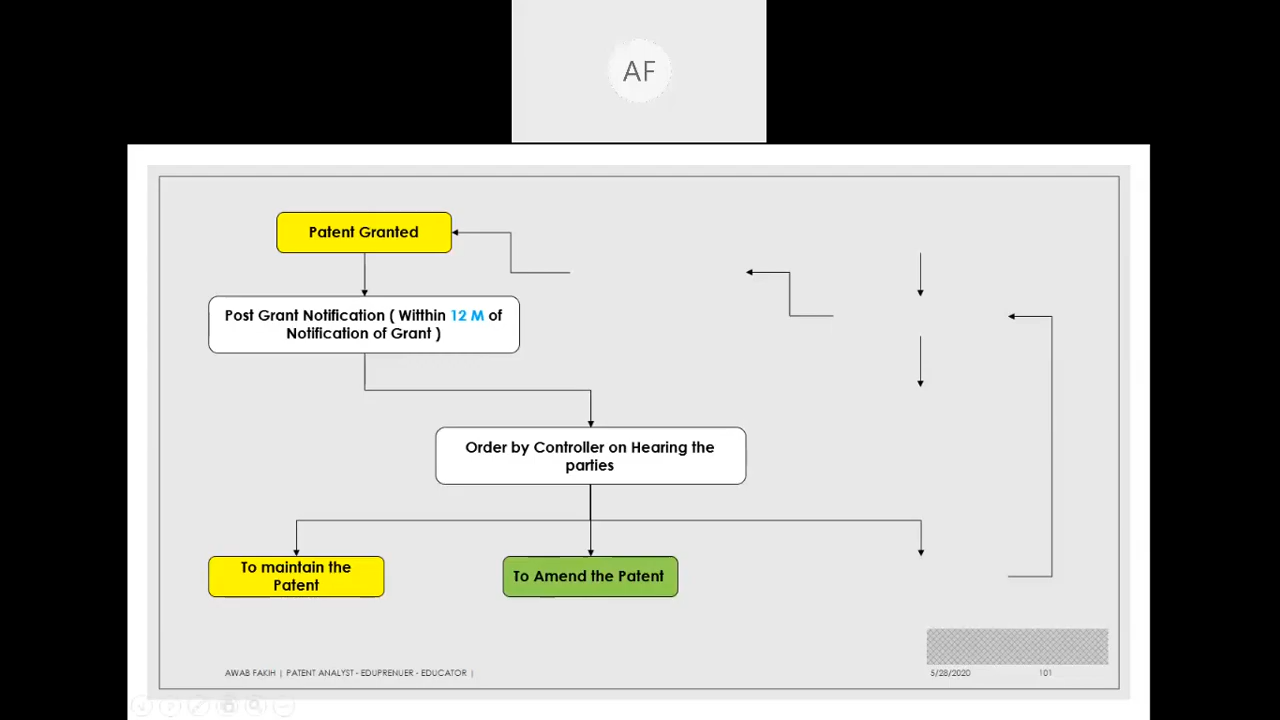 AF
Patent Granted
Post Grant Notification ( Wtthin 12 M of
Notification of Grant )
Order by Controller on Hearing the
parties
To maintain the
Patent
To Amend the Patent
AWAB FAKIH | PATENT ANALYST - EDUPRENUER - EDUCATOR |
5/28/2020
101